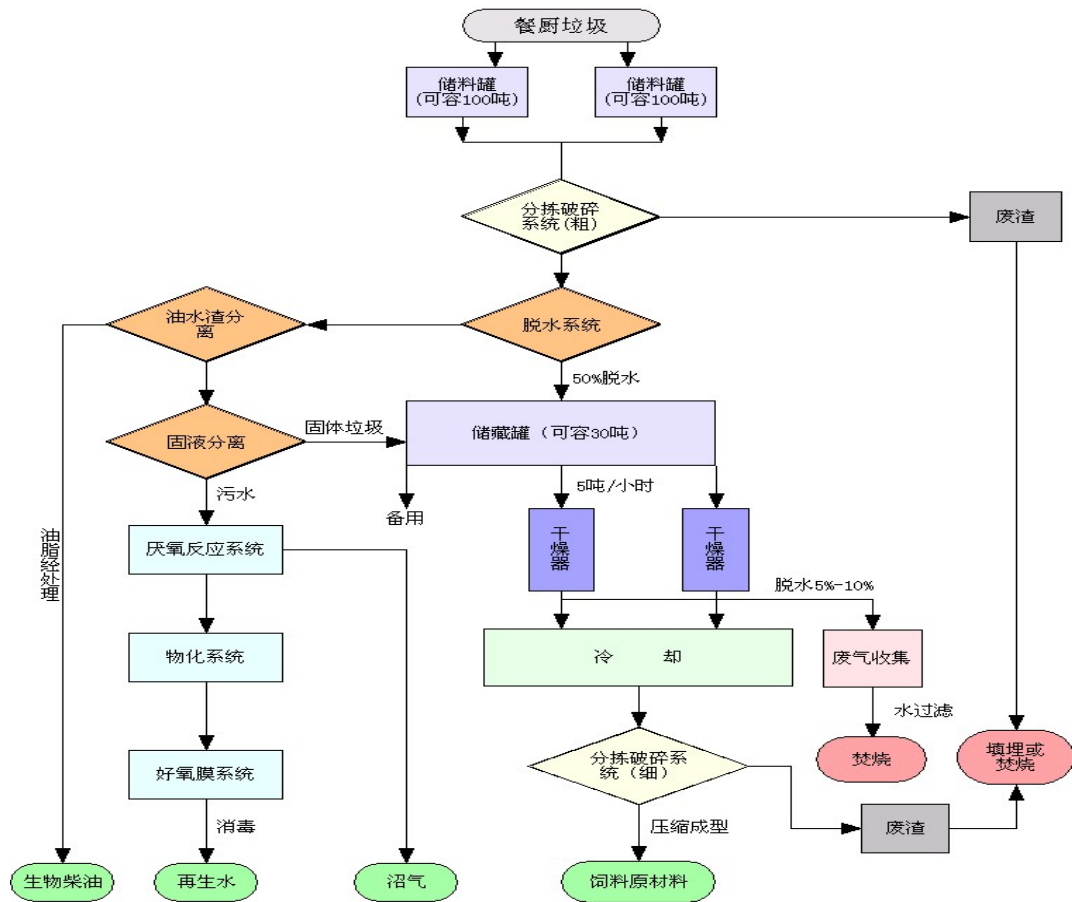 餐厨垃圾
储料罐
(可容100吨)
储料罐
(可容100吨)
分拣破碎
系统(粗)
废渣
油水渣分
离
脱水系统
50%脱水
固液分离
固体垃圾
储藏罐（可容30吨）
污水
备用
5吨/小时
干
燥
器
干
燥
器
油
脂
经
处
理
厌氧反应系统
脱水5%-10%
物化系统
冷 却
废气收集
水过滤
好氧膜系统
分拣破碎系
统（细）
焚烧
填埋或
焚烧
消毒
压缩成型
废渣
生物柴油
再生水
沼气
饲料原材料